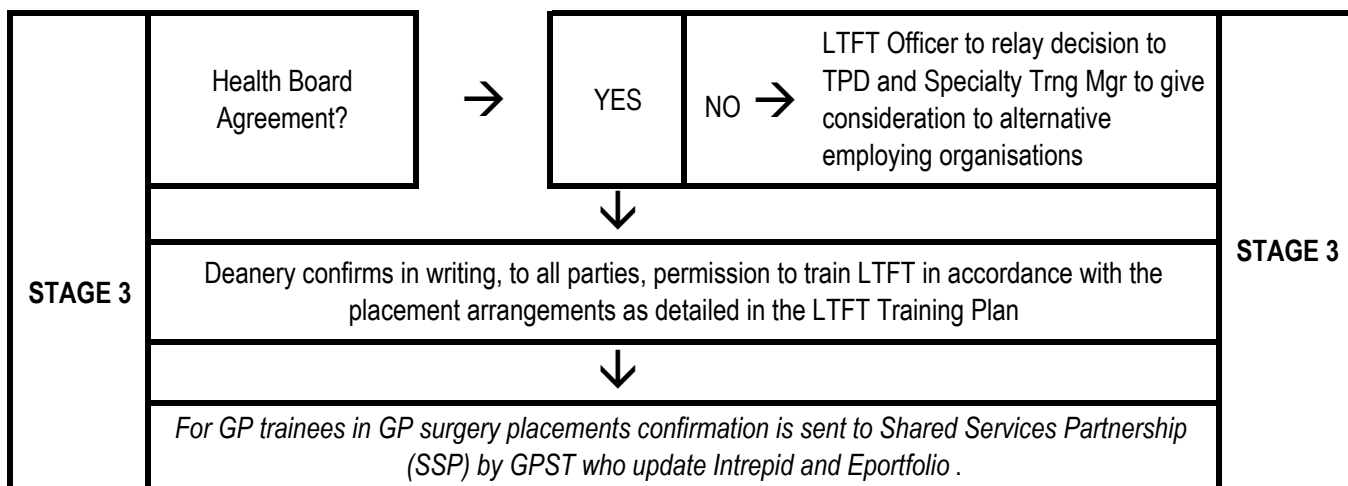 STAGE 3
Health Board
Agreement?
→
YES
NO →
LTFT Officer to relay decision to
TPD and Specialty Trng Mgr to give
consideration to alternative
employing organisations
STAGE 3
↓
Deanery confirms in writing, to all parties, permission to train LTFT in accordance with the
placement arrangements as detailed in the LTFT Training Plan
↓
For GP trainees in GP surgery placements confirmation is sent to Shared Services Partnership
(SSP) by GPST who update Intrepid and Eportfolio .